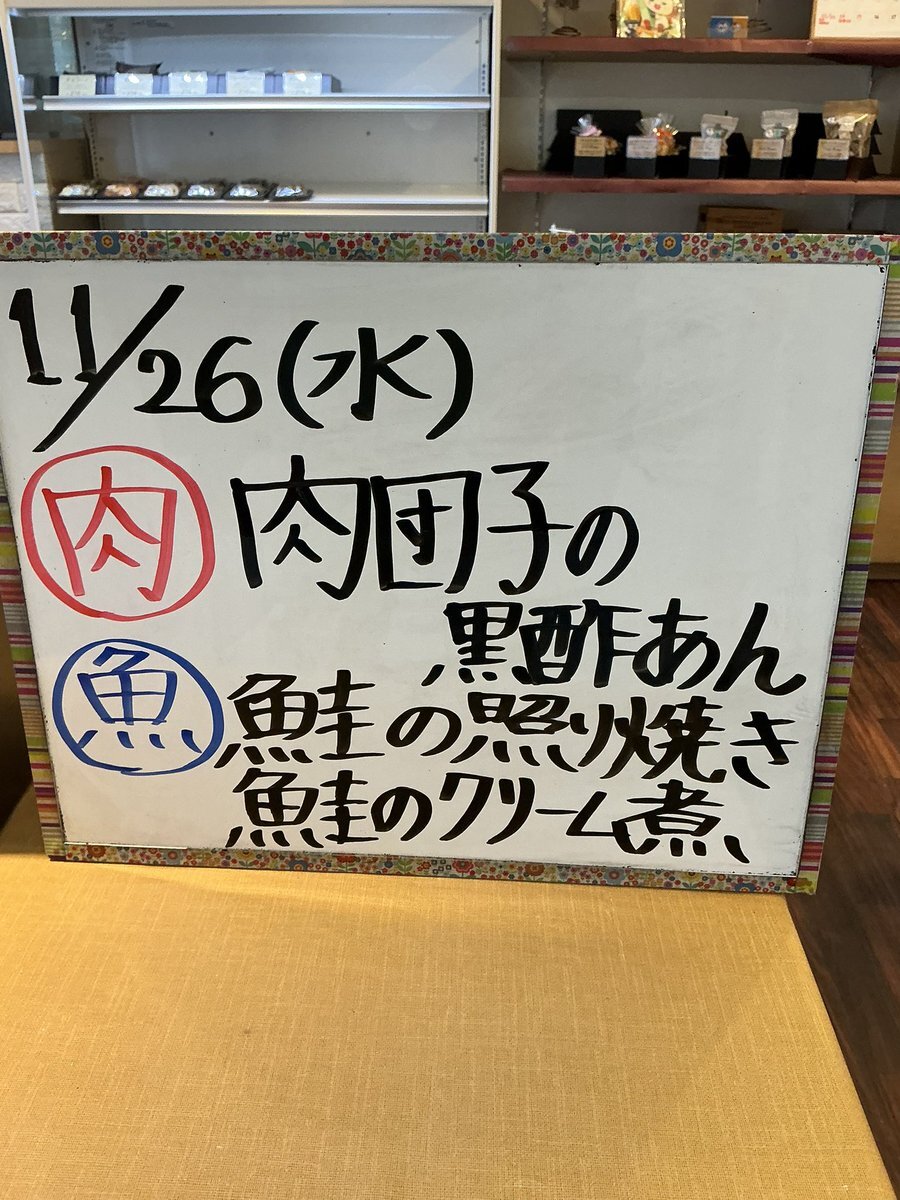 11/26(水)
肉 肉団子の
黒酢あん
魚 鮭の照り焼き
鮭のクリーム煮